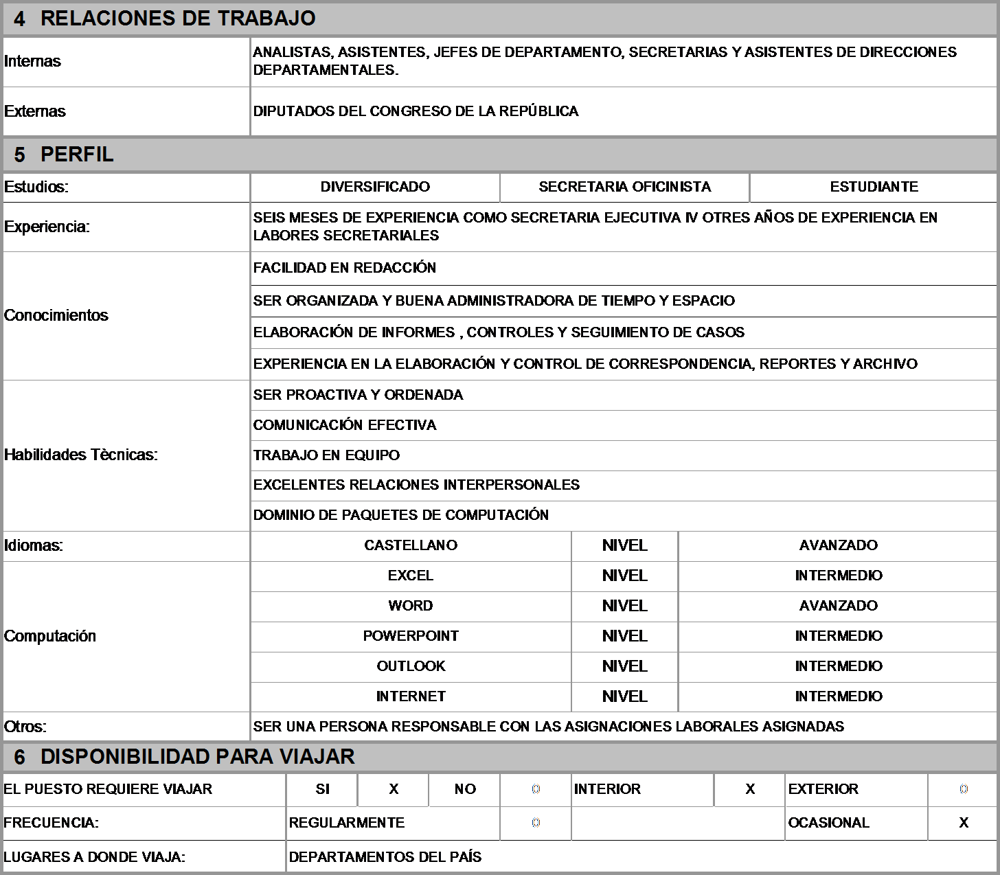 4 RELACIONES DE TRABAJO
Internas
ANALISTAS, ASISTENTES, JEFES DE DEPARTAMENTO, SECRETARIAS Y ASISTENTES DE DIRECCIONES
DEPARTAMENTALES.
Externas
DIPUTADOS DEL CONGRESO DE LA REPÚBLICA
5 PERFIL
Estudios: DIVERSIFICADO SECRETARIA OFICINISTA ESTUDIANTE
Experiencia:
SEIS MESES DE EXPERIENCIA COMO SECRETARIA EJECUTIVA IV OTRES AÑOS DE EXPERIENCIA EN
LABORES SECRETARIALES
Conocimientos
FACILIDAD EN REDACCIÓN
SER ORGANIZADA Y BUENA ADMINISTRADORA DE TIEMPO Y ESPACIO
ELABORACIÓN DE INFORMES , CONTROLES Y SEGUIMIENTO DE CASOS
EXPERIENCIA EN LA ELABORACIÓN Y CONTROL DE CORRESPONDENCIA, REPORTES Y ARCHIVO
Habilidades Tècnicas:
SER PROACTIVA Y ORDENADA
COMUNICACIÓN EFECTIVA
TRABAJO EN EQUIPO
EXCELENTES RELACIONES INTERPERSONALES
DOMINIO DE PAQUETES DE COMPUTACIÓN
Idiomas: CASTELLANO NIVEL AVANZADO
Computación
EXCEL NIVEL INTERMEDIO
WORD NIVEL AVANZADO
POWERPOINT NIVEL INTERMEDIO
OUTLOOK NIVEL INTERMEDIO
INTERNET NIVEL INTERMEDIO
Otros: SER UNA PERSONA RESPONSABLE CON LAS ASIGNACIONES LABORALES ASIGNADAS
6 DISPONIBILIDAD PARA VIAJAR
EL PUESTO REQUIERE VIAJAR SI X NO 0 INTERIOR X EXTERIOR 0
FRECUENCIA: REGULARMENTE 0 OCASIONAL X
LUGARES A DONDE VIAJA: DEPARTAMENTOS DEL PAÍS